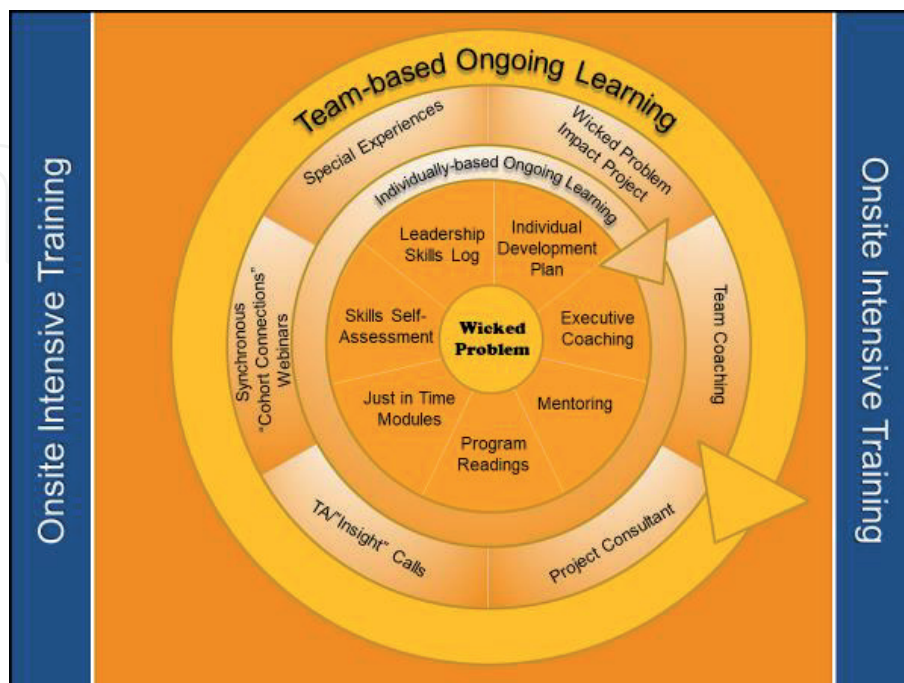 Onsite Intensive Training
Team-based Ongoing Learning
Special Experiences
Wicked Problem
Impact Project
Team Coaching
Project Consultant
TA/"Insight" Calls
Synchronous
"Cohort Connections"
Webinars
Individually-based Ongoing Learning
Leadership
Skills Log
Individual
Development
Plan
Executive
Coaching
Mentoring
Program
Readings
Just in Time
Modules
Skills Self-
Assessment
Wicked
Problem
Onsite Intensive Training